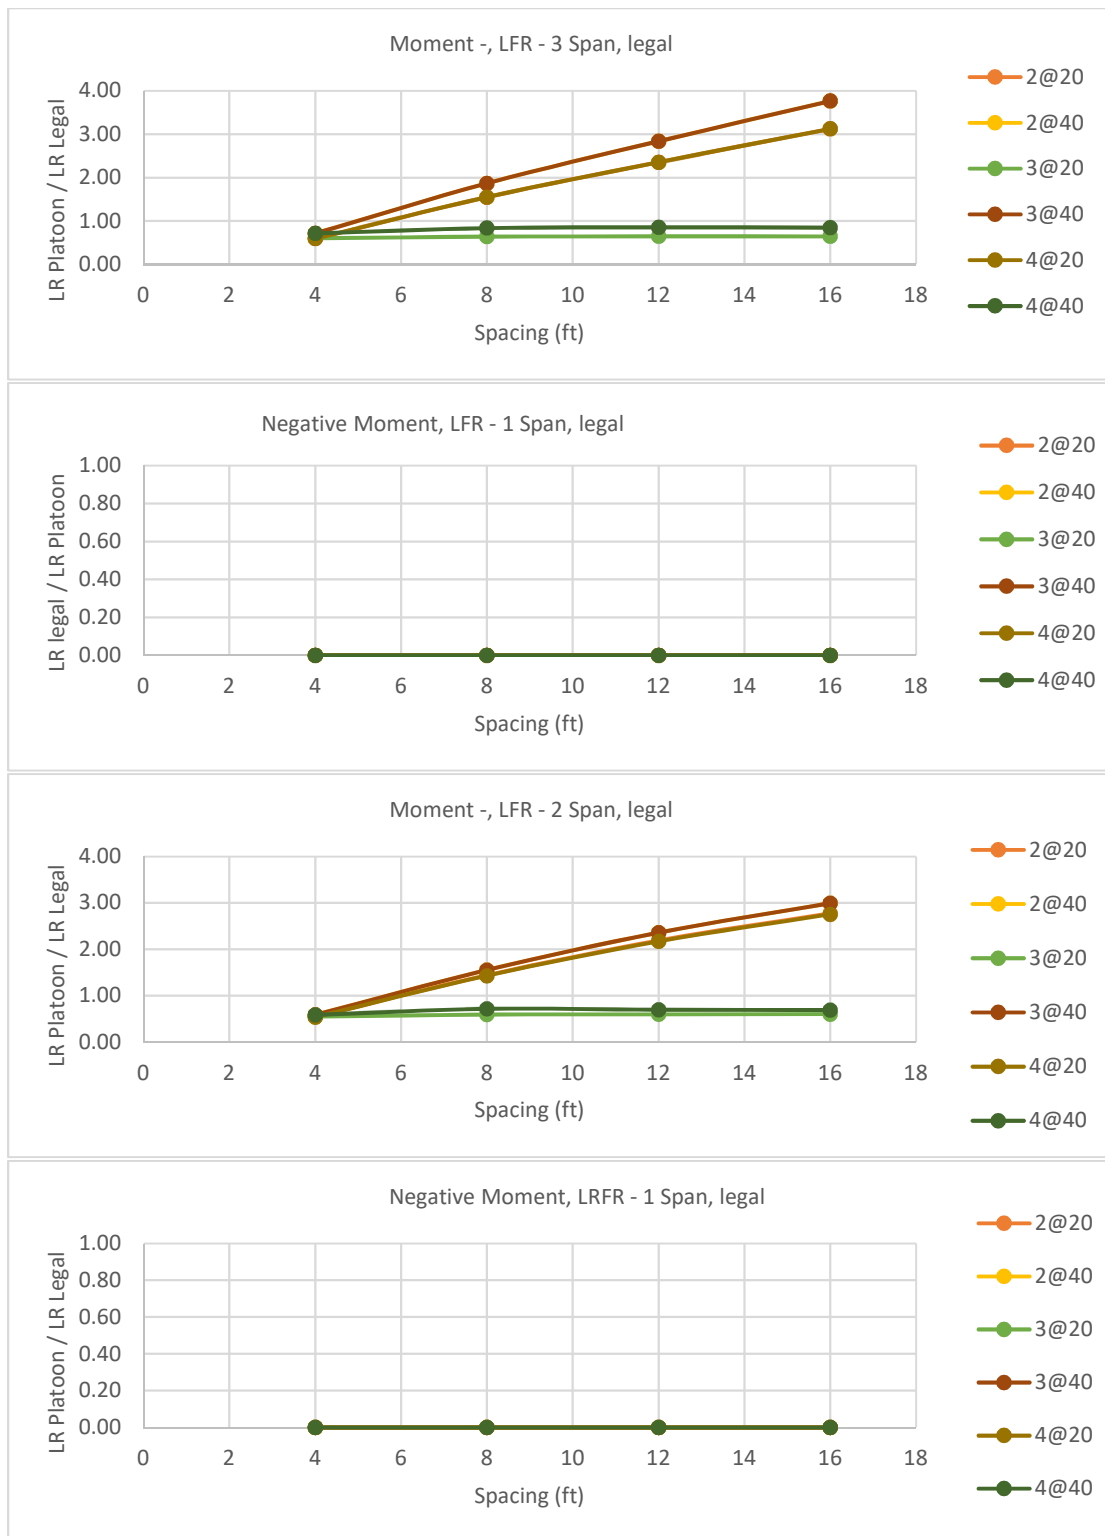 Moment -, LFR - 3 Span, legal
LR Platoon / LR Legal
4.00
3.00
2.00
1.00
0.00
0 2 4 6 8 10 12 14 16 18
Spacing (ft)
2@20
2@40
3@20
3@40
4@20
4@40
Negative Moment, LFR - 1 Span, legal
LR legal / LR Platoon
1.00
0.80
0.60
0.40
0.20
0.00
0 2 4 6 8 10 12 14 16 18
Spacing (ft)
2@20
2@40
3@20
3@40
4@20
4@40
Moment -, LFR - 2 Span, legal
LR Platoon / LR Legal
4.00
3.00
2.00
1.00
0.00
0 2 4 6 8 10 12 14 16 18
Spacing (ft)
2@20
2@40
3@20
3@40
4@20
4@40
Negative Moment, LRFR - 1 Span, legal
LR Platoon / LR Legal
1.00
0.80
0.60
0.40
0.20
0.00
0 2 4 6 8 10 12 14 16 18
Spacing (ft)
2@20
2@40
3@20
3@40
4@20
4@40